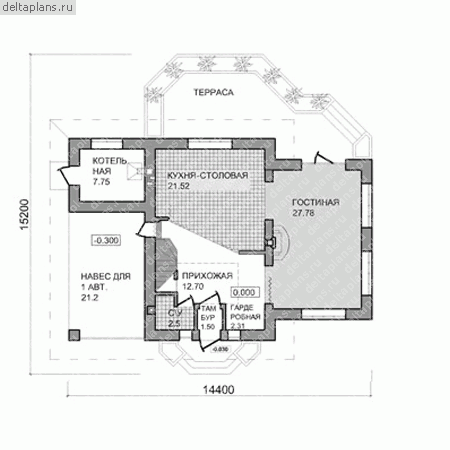 deltaplans.ru
ТЕРРАСА
КОТЕЛЬ
НАЯ
7.75
КУХНЯ-СТОЛОВАЯ
21.52
ГОСТИНАЯ
27.78
15200
-0.300
НАВЕС ДЛЯ
1 АВТ.
21.2
ПРИХОЖАЯ
12.70
0,000
С/У
2.5
ТАМ
БУР
1.50
ГАРДЕ
РОБНАЯ
2.31
-0.030
14400